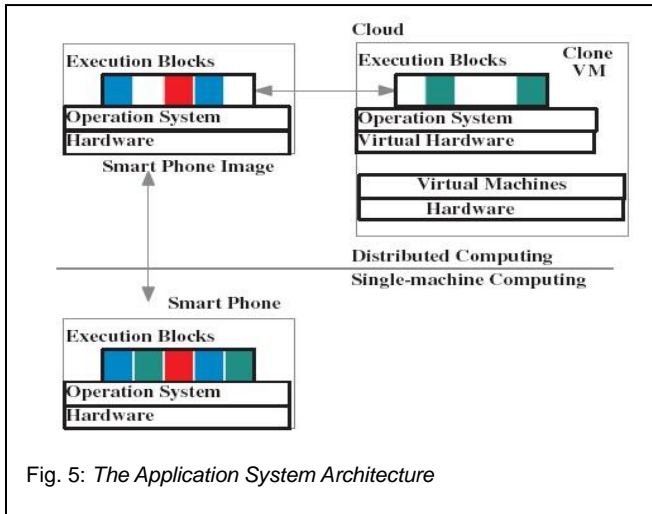 Cloud
Execution Blocks
Operation System
Hardware
Smart Phone Image
Clone
VM
Execution Blocks
Operation System
Virtual Hardware
Virtual Machines
Hardware
Distributed Computing
Single-machine Computing
Smart Phone
Execution Blocks
Operation System
Hardware
Fig. 5: The Application System Architecture